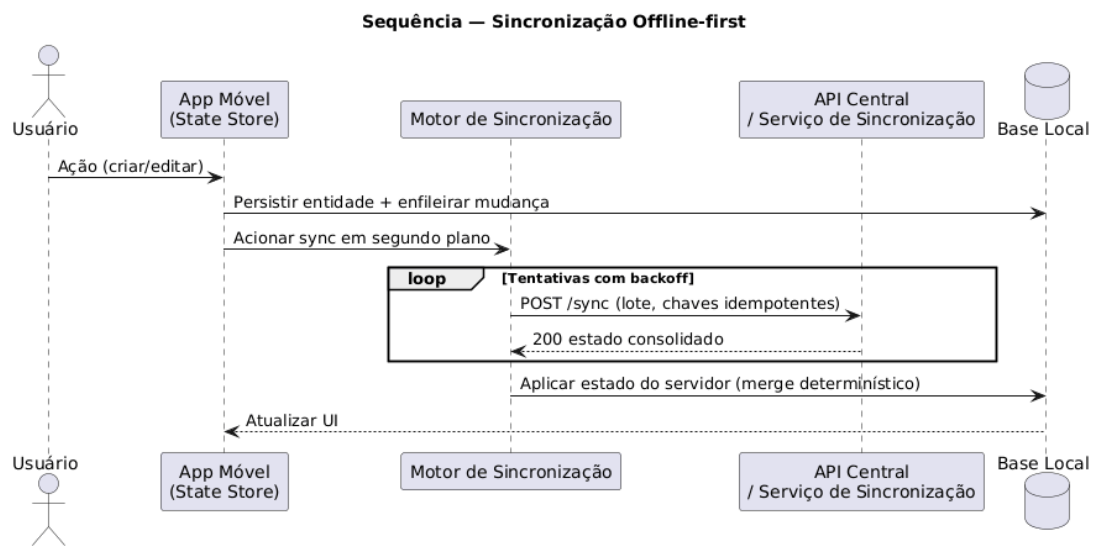 Sequência — Sincronização Offline-first
Usuário
App Móvel
(State Store)
Motor de Sincronização
API Central
/ Serviço de Sincronização
Base Local
Ação (criar/editar)
Persistir entidade + enfileirar mudança
Acionar sync em segundo plano
loop
[Tentativas com backoff]
POST /sync (lote, chaves idempotentes)
200 estado consolidado
Aplicar estado do servidor (merge determinístico)
Atualizar UI
Usuário
App Móvel
(State Store)
Motor de Sincronização
API Central
/ Serviço de Sincronização
Base Local